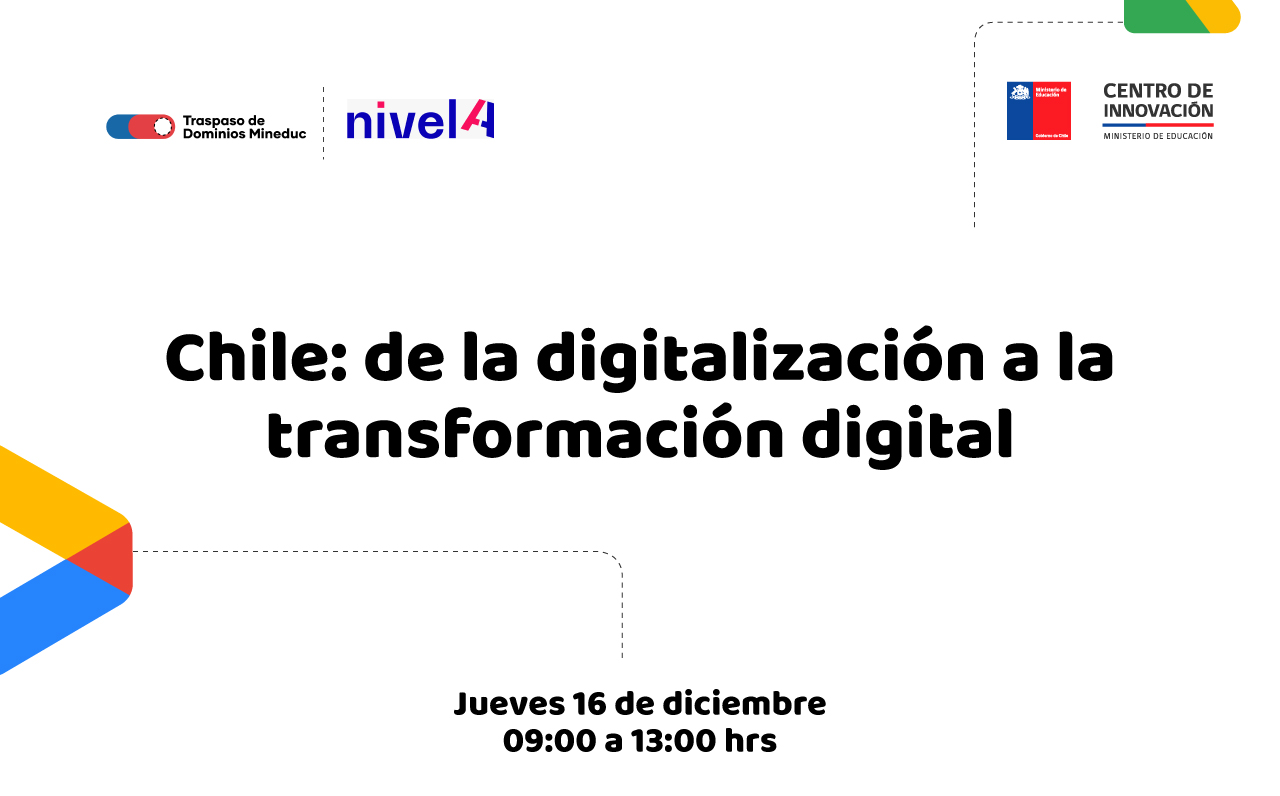 Traspaso de
Dominios Mineduc
nivelA
Ministerio de
Educación
Gobierno de Chile
CENTRO DE
INNOVACIÓN
MINISTERIO DE EDUCACIÓN
Chile: de la digitalización a la
transformación digital
Jueves 16 de diciembre
09:00 a 13:00 hrs